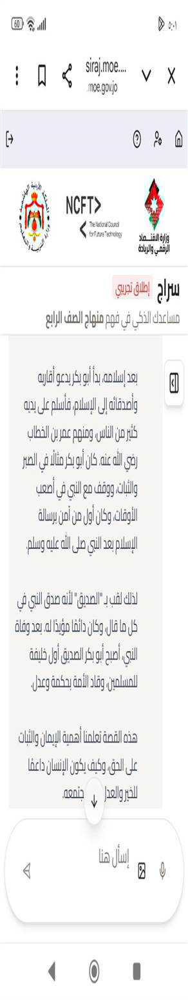 ٥:٠١
60
siraj.moe....
moe.gov.jo
NCFT>
The National Council
for Future Technology
وزارة الاقتـــصاد
الرقمـي والريادة
سراج إطلاق تجريبي
مساعدك الذكي في فهم منهاج الصف الرابع
بعد إسلامه، بدأ أبو بكر يدعو أقاربه
وأصدقائه إلى الإسلام، فأسلم على يديه
كثير من الناس، ومنهم عمر بن الخطاب
رضي الله عنه. كان أبو بكر مثالًا في الصبر
والثبات، ووقف مع النبي في أصعب
الأوقات، وكان أول من آمن برسالة
الإسلام بعد النبي صلى الله عليه وسلم.
لذلك لقب بـ "الصديق" لأنه صدق النبي في
كل ما قال، وكان دائمًا مؤيدًا له. بعد وفاة
النبي، أصبح أبو بكر الصديق أول خليفة
للمسلمين، وقاد الأمة بحكمة وعدل.
هذه القصة تعلمنا أهمية الإيمان والثبات
على الحق، وكيف يكون الإنسان داعمًا
للخير والعدل جتمعه.
إسأل هنا